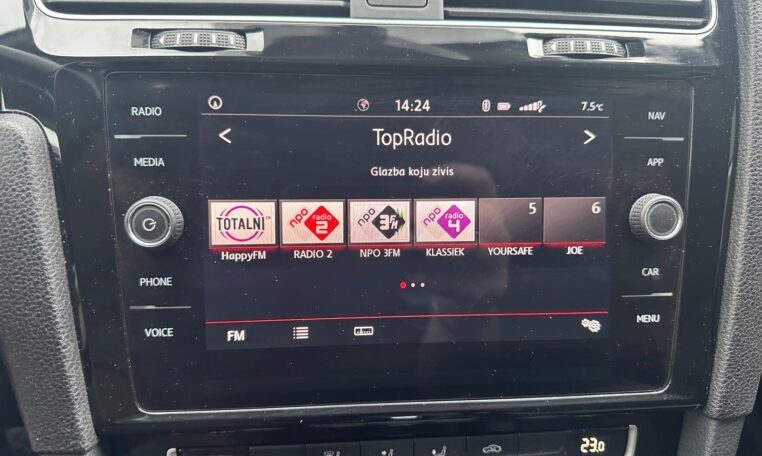 RADIO
MEDIA
PHONE
VOICE
14:24
7.5°C
TopRadio
Glazba koju zivis
TOTALNI™
npo radio 2
npo 3FM
npo radio 4
5
6
HappyFM
RADIO 2
NPO 3FM
KLASSIEK
YOURSAFE
JOE
FM
NAV
APP
CAR
MENU
23.0